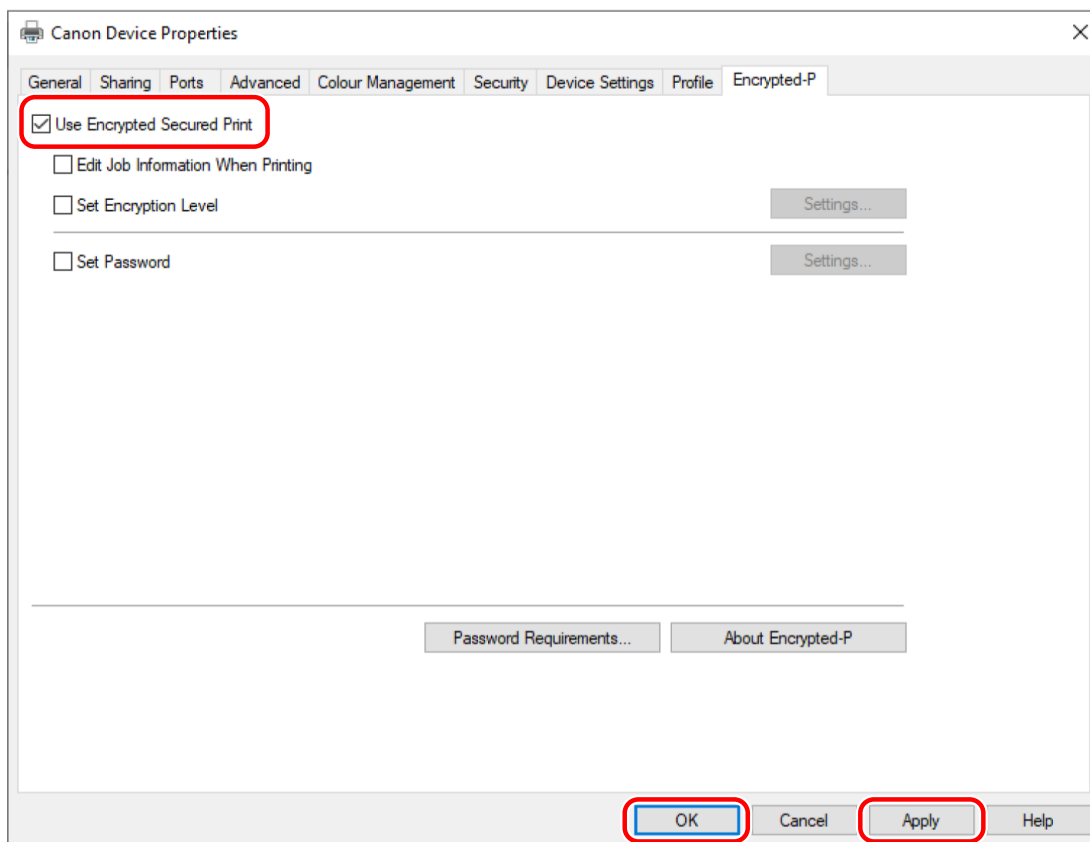 Canon Device Properties
General Sharing Ports Advanced Colour Management Security Device Settings Profile Encrypted-P
Use Encrypted Secured Print
Edit Job Information When Printing
Set Encryption Level Settings...
Set Password Settings...
Password Requirements... About Encrypted-P
OK Cancel Apply Help